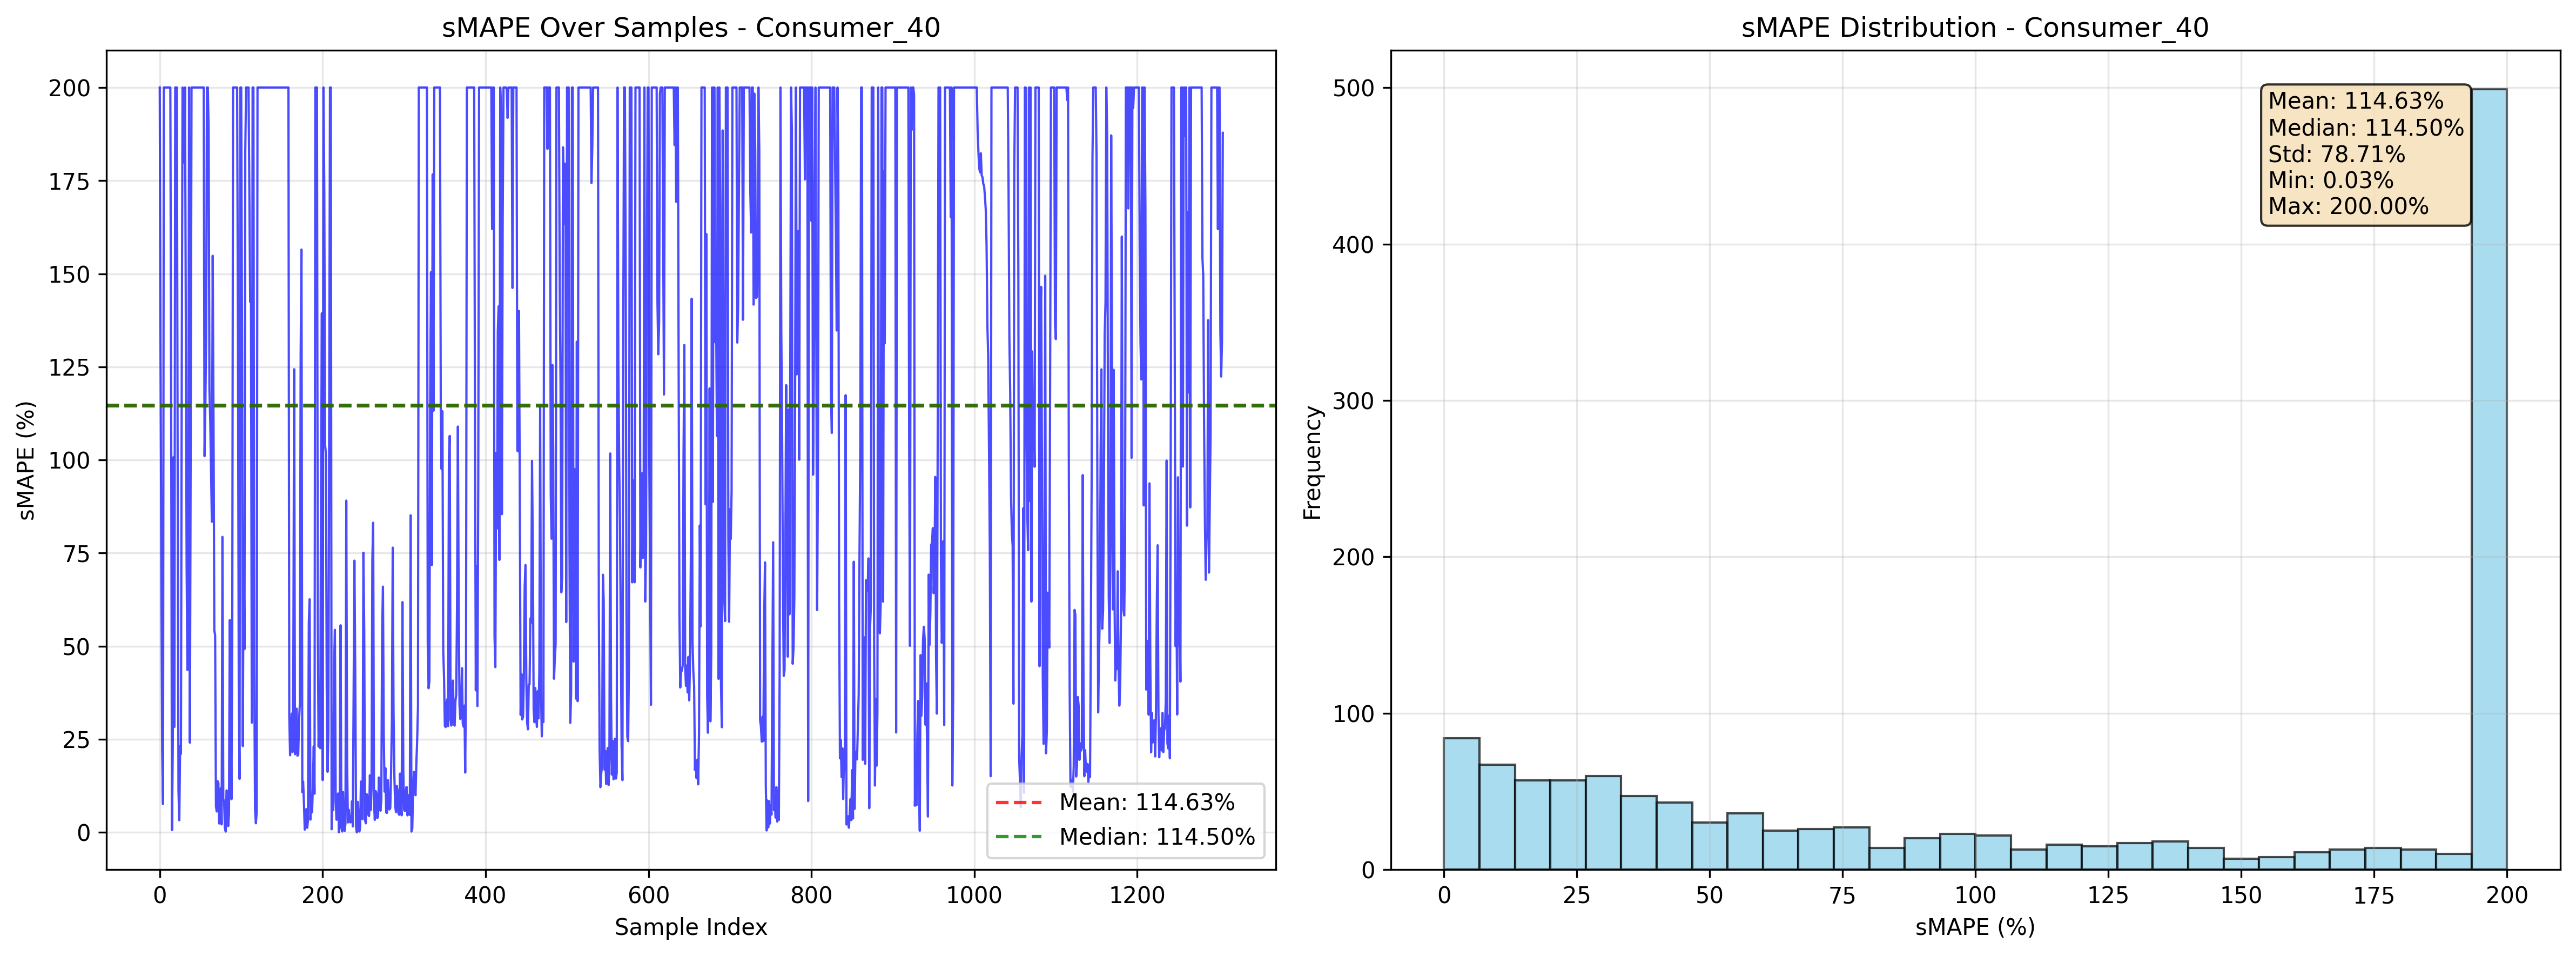 sMAPE Over Samples - Consumer_40
200
175
150
125
100
75
50
25
0
sMAPE (%)
0 200 400 600 800 1000 1200
Sample Index
Mean: 114.63%
Median: 114.50%
sMAPE Distribution - Consumer_40
500
400
300
200
100
0
Frequency
0 25 50 75 100 125 150 175 200
sMAPE (%)
Mean: 114.63%
Median: 114.50%
Std: 78.71%
Min: 0.03%
Max: 200.00%